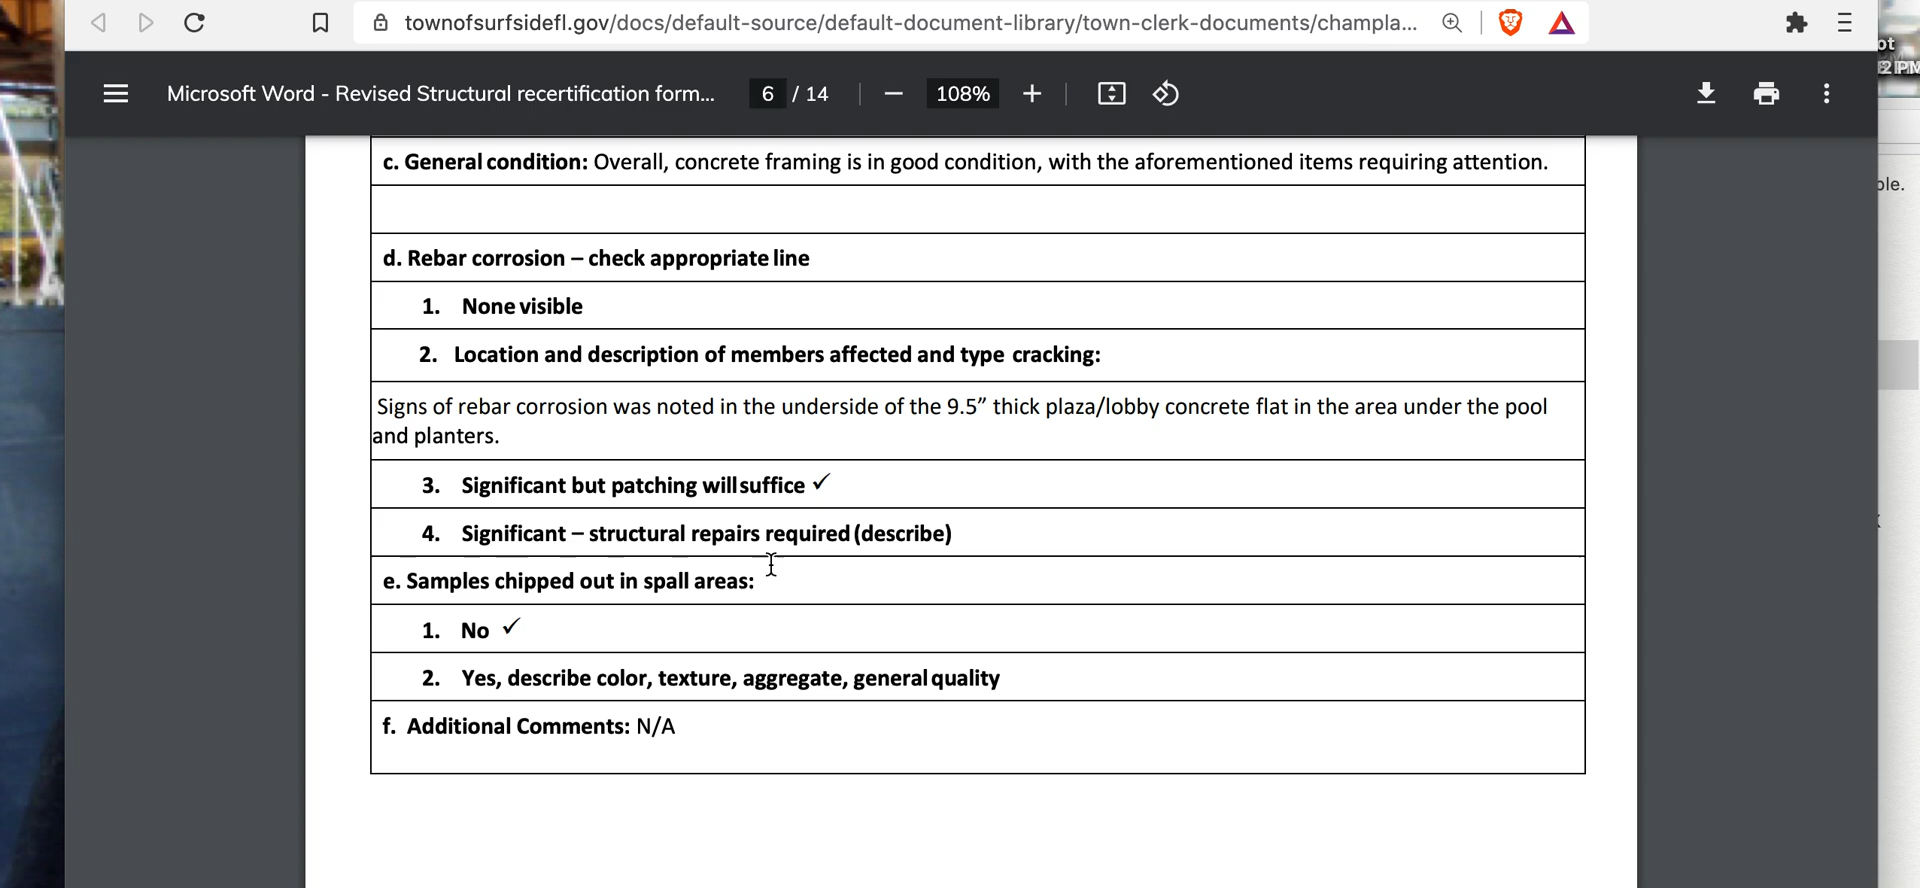 townofsurfsidefl.gov/docs/default-source/default-document-library/town-clerk-documents/champla...
ot
2 PM
Microsoft Word - Revised Structural recertification form... 6 / 14 108%
c. General condition: Overall, concrete framing is in good condition, with the aforementioned items requiring attention.
ole.
d. Rebar corrosion – check appropriate line
1. None visible
2. Location and description of members affected and type cracking:
Signs of rebar corrosion was noted in the underside of the 9.5” thick plaza/lobby concrete flat in the area under the pool
and planters.
3. Significant but patching will suffice ✓
4. Significant – structural repairs required (describe)
e. Samples chipped out in spall areas:
1. No ✓
2. Yes, describe color, texture, aggregate, general quality
f. Additional Comments: N/A